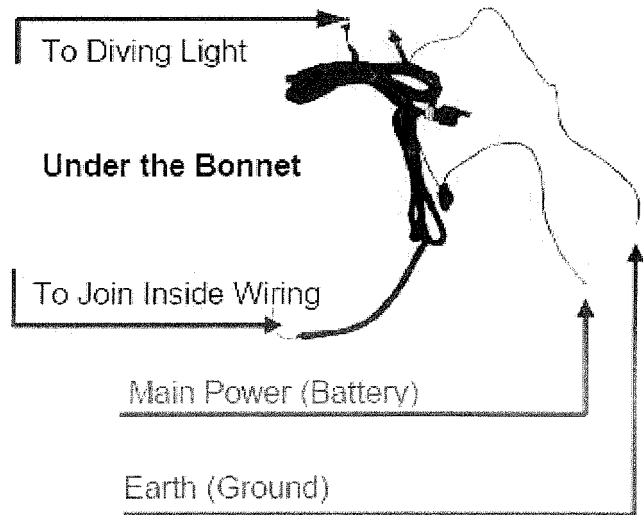 To Diving Light
Under the Bonnet
To Join Inside Wiring
Main Power (Battery)
Earth (Ground)